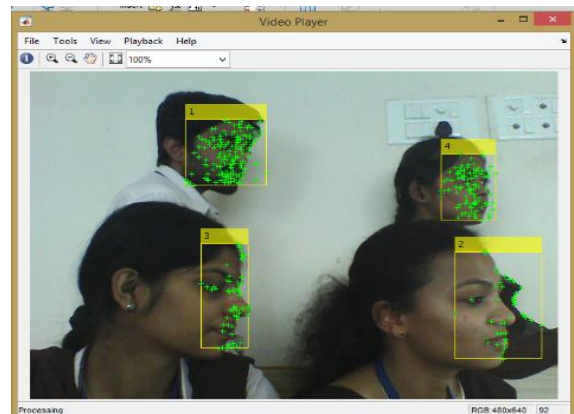 Video Player
File Tools View Playback Help
100%
1
4
3
2
Processing
RGB:480x640 92